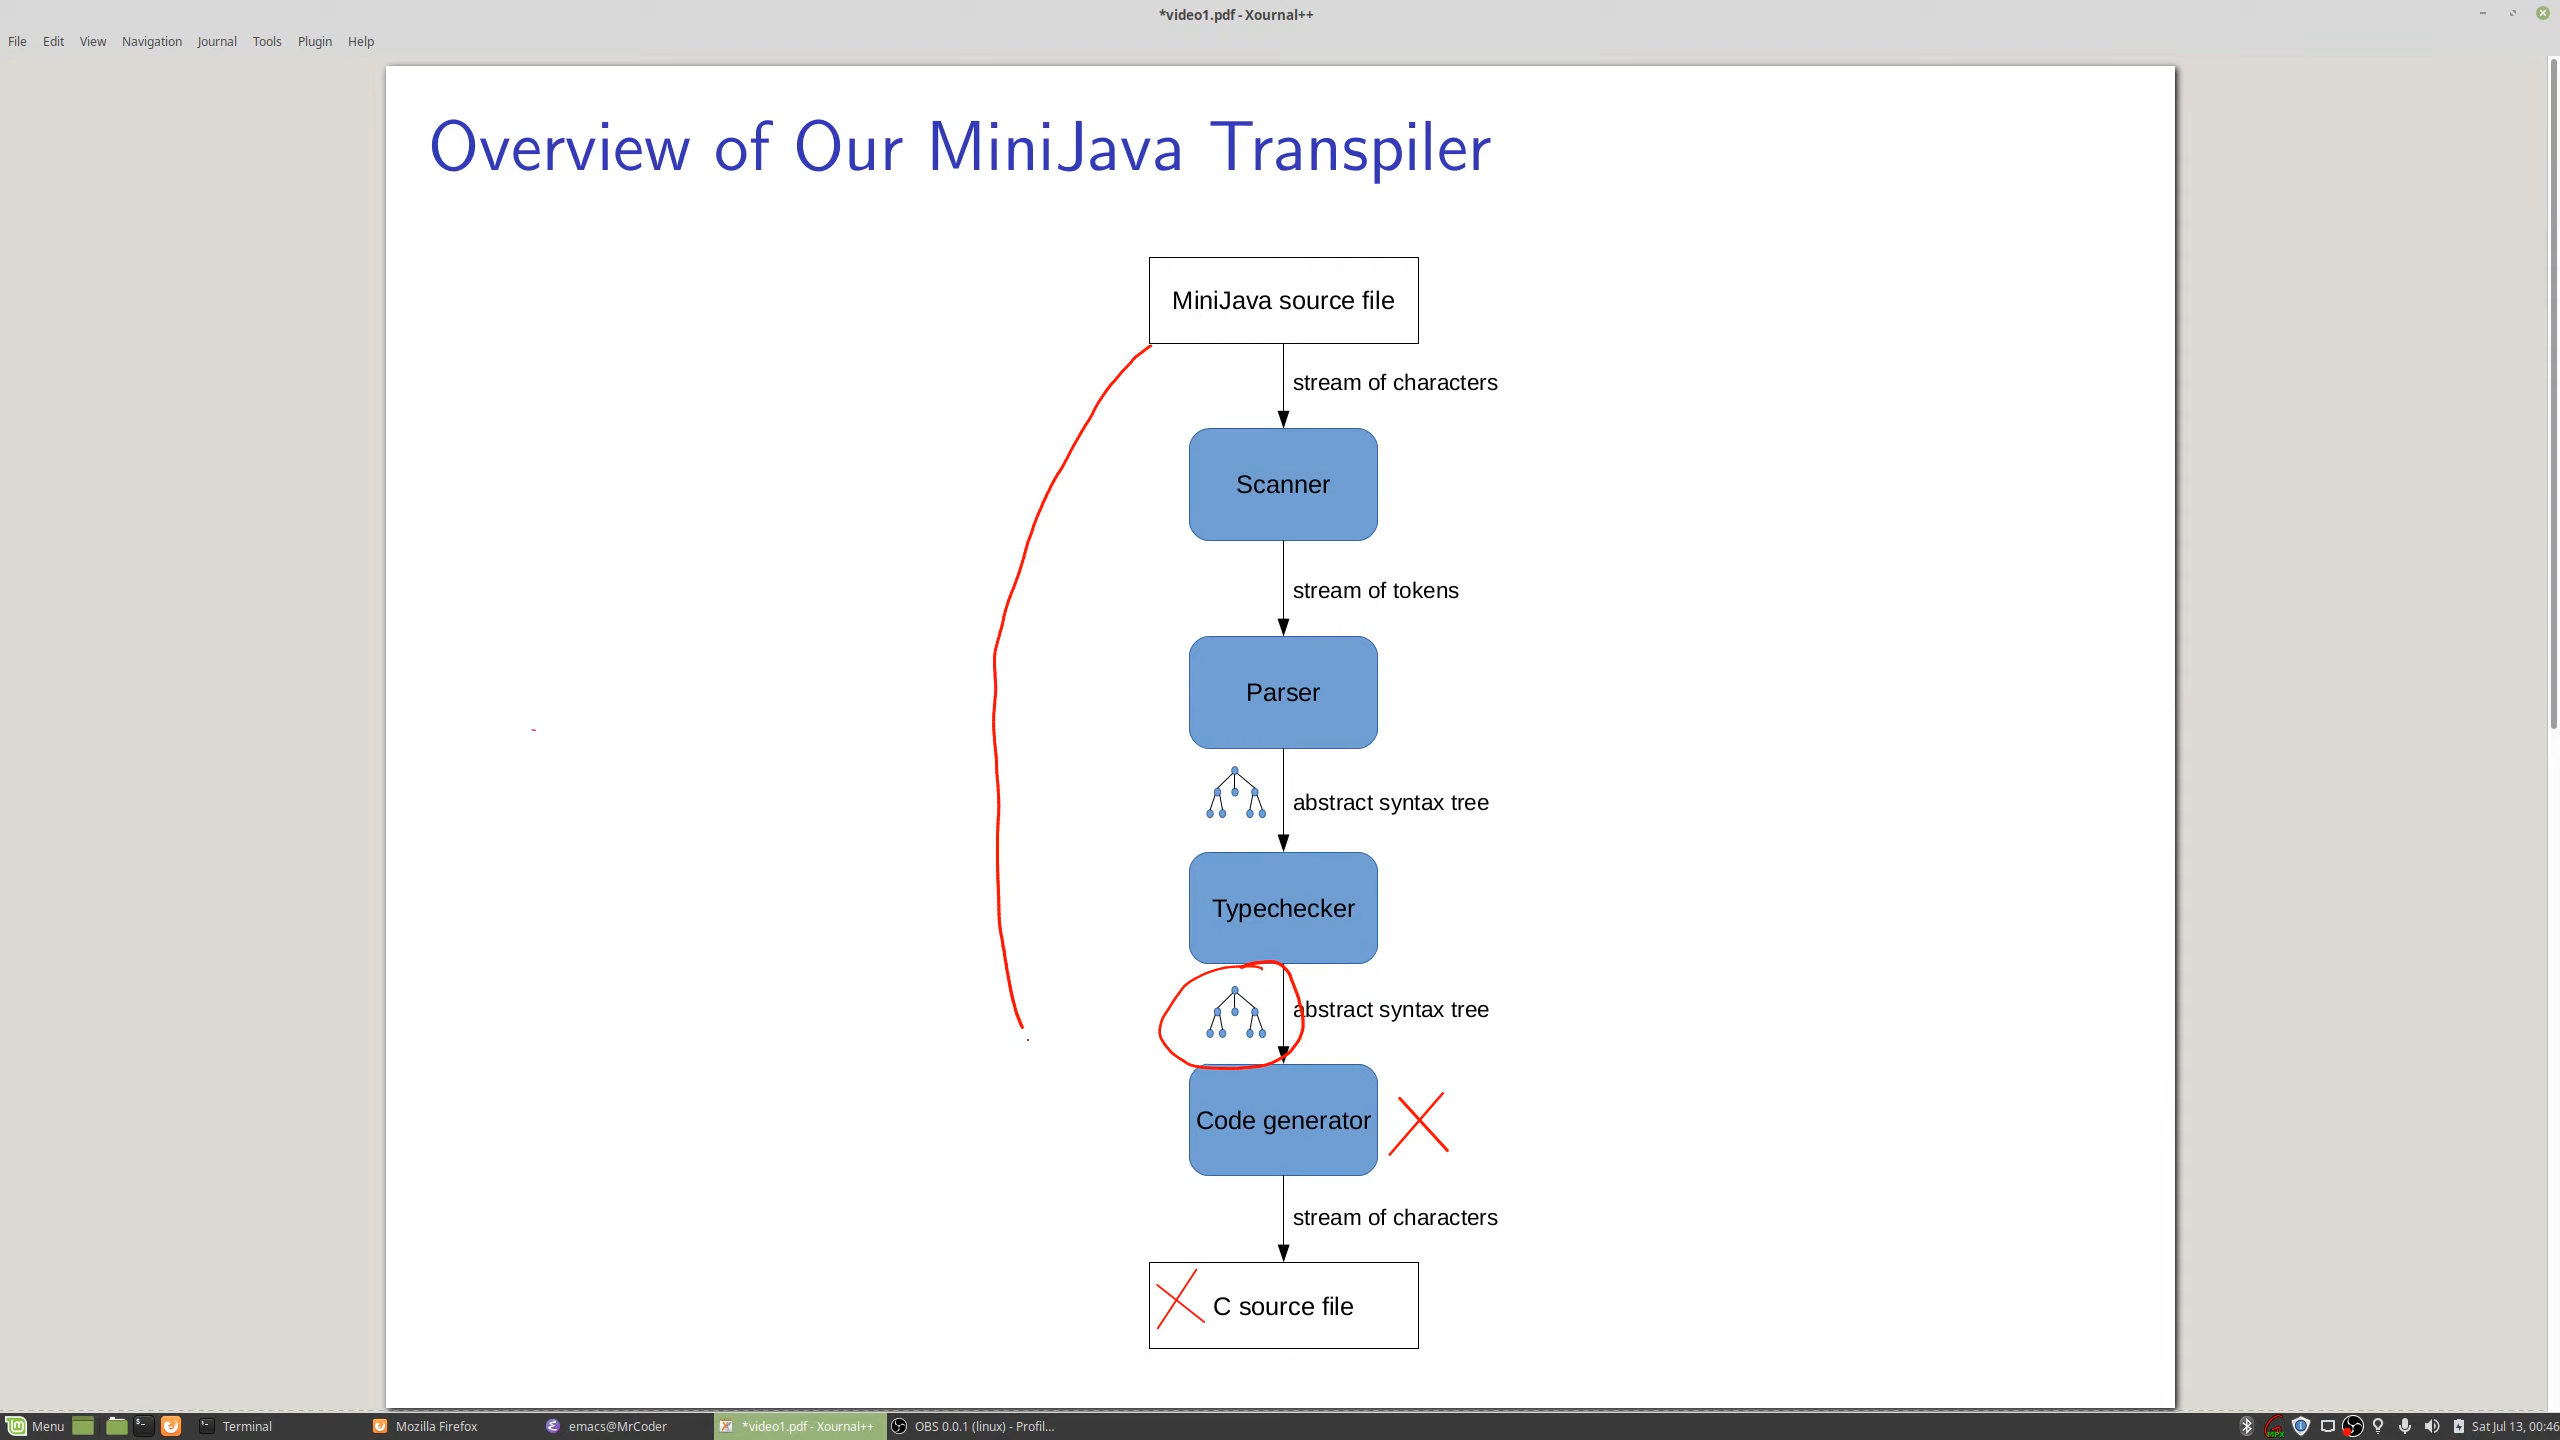 *video1.pdf - Xournal++
File Edit View Navigation Journal Tools Plugin Help
Overview of Our MiniJava Transpiler
MiniJava source file
stream of characters
Scanner
stream of tokens
Parser
abstract syntax tree
Typechecker
abstract syntax tree
Code generator
stream of characters
C source file
Menu Terminal Mozilla Firefox emacs@MrCoder *video1.pdf - Xournal++ OBS 0.0.1 (linux) - Profil... MPX Sat Jul 13, 00:46